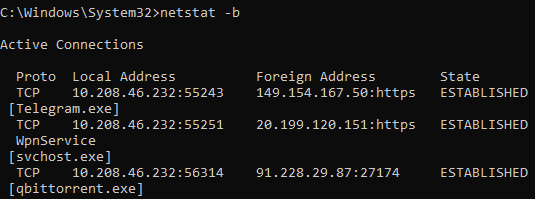 C:\Windows\System32>netstat -b
Active Connections
Proto Local Address Foreign Address State
TCP 10.208.46.232:55243 149.154.167.50:https ESTABLISHED
[Telegram.exe]
TCP 10.208.46.232:55251 20.199.120.151:https ESTABLISHED
WpnService
[svchost.exe]
TCP 10.208.46.232:56314 91.228.29.87:27174 ESTABLISHED
[qbittorrent.exe]